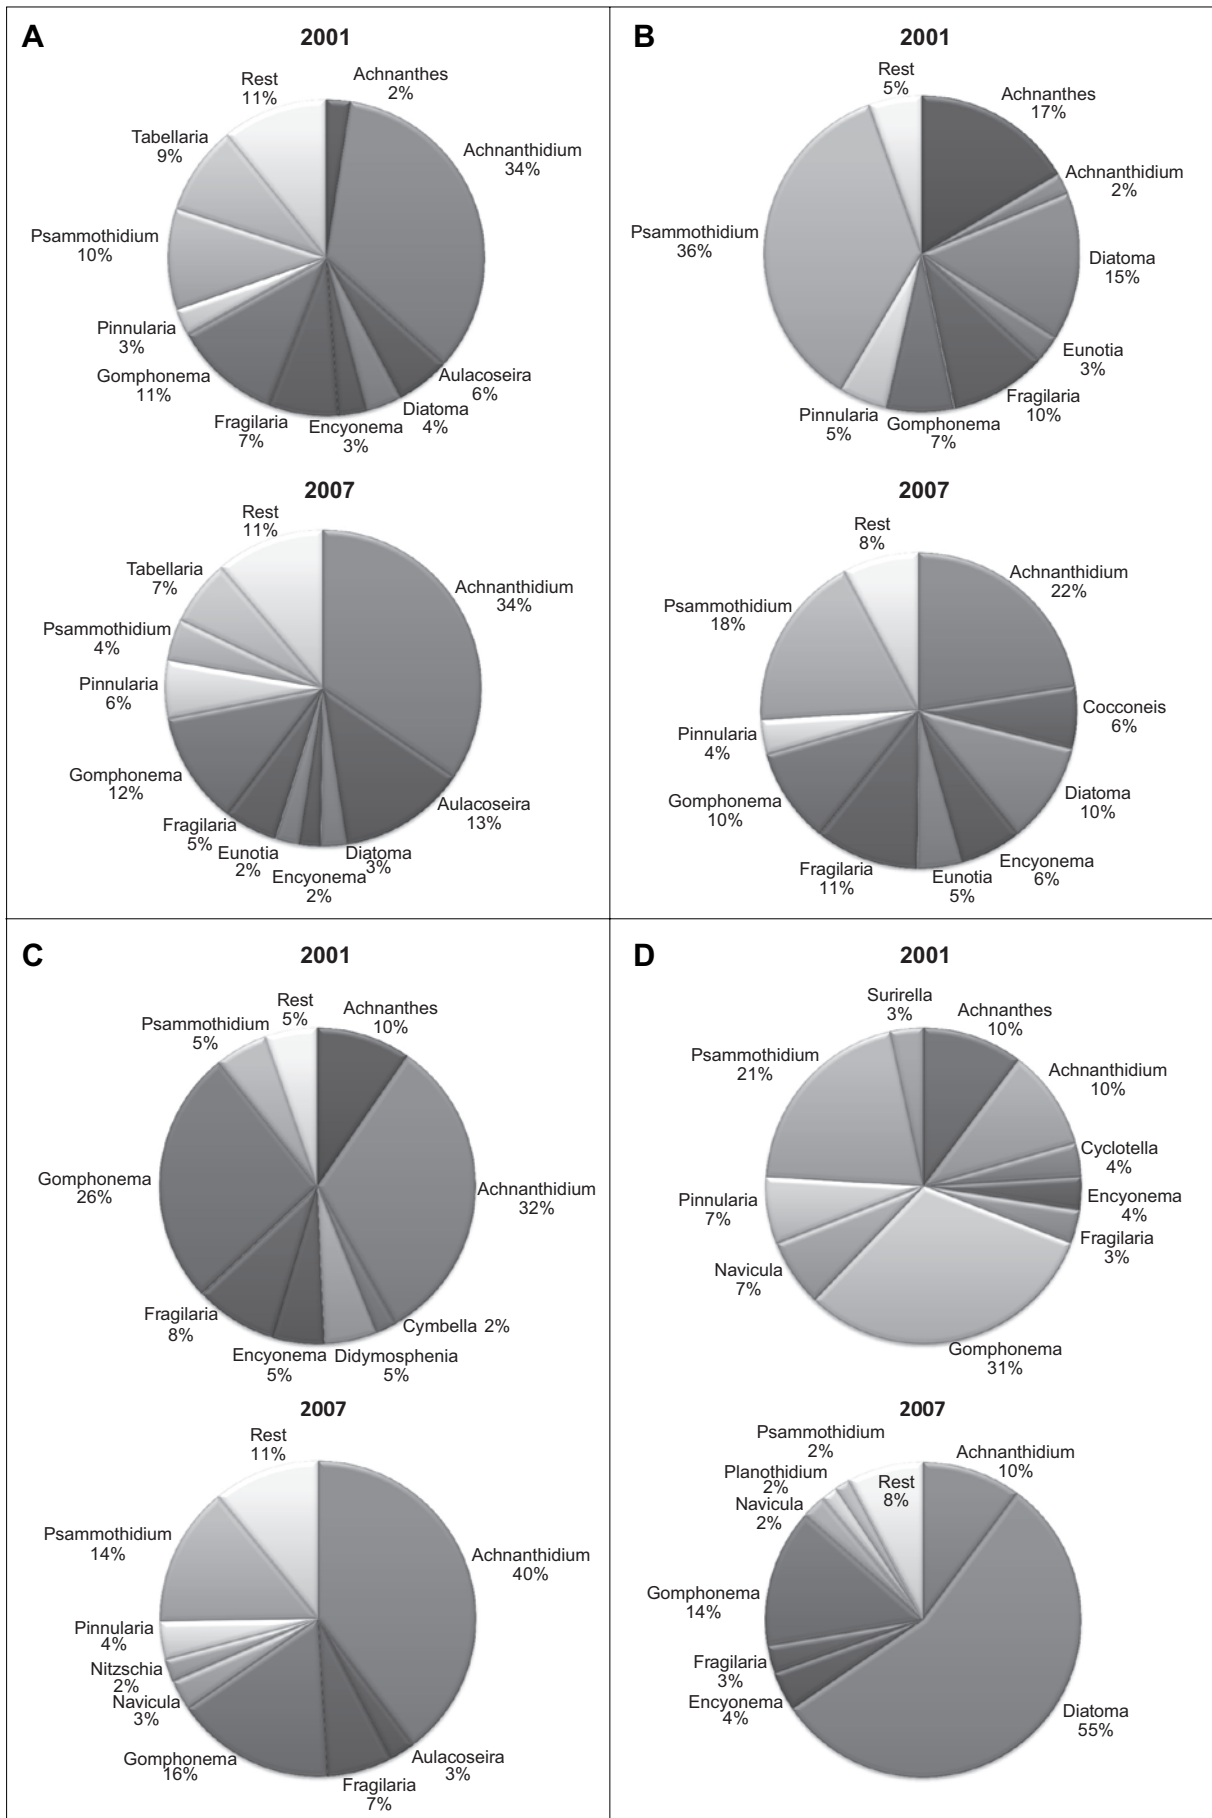 A
2001
Rest
11%
Achnanthes
2%
Tabellaria
9%
Achnanthidium
34%
Psammothidium
10%
Pinnularia
3%
Gomphonema
11%
Aulacoseira
6%
Diatoma
4%
Fragilaria
7%
Encyonema
3%
2007
Rest
11%
Tabellaria
7%
Achnanthidium
34%
Psammothidium
4%
Pinnularia
6%
Gomphonema
12%
Aulacoseira
13%
Fragilaria
5%
Eunotia
2%
Diatoma
3%
Encyonema
2%
B
2001
Rest
5%
Achnanthes
17%
Achnanthidium
2%
Psammothidium
36%
Diatoma
15%
Eunotia
3%
Fragilaria
10%
Pinnularia
5%
Gomphonema
7%
2007
Rest
8%
Achnanthidium
22%
Psammothidium
18%
Cocconeis
6%
Pinnularia
4%
Diatoma
10%
Gomphonema
10%
Encyonema
6%
Fragilaria
11%
Eunotia
5%
C
2001
Rest
5%
Achnanthes
10%
Psammothidium
5%
Gomphonema
26%
Achnanthidium
32%
Fragilaria
8%
Cymbella 2%
Encyonema
5%
Didymosphenia
5%
2007
Rest
11%
Psammothidium
14%
Achnanthidium
40%
Pinnularia
4%
Nitzschia
2%
Navicula
3%
Gomphonema
16%
Aulacoseira
3%
Fragilaria
7%
D
2001
Surirella
3%
Achnanthes
10%
Psammothidium
21%
Achnanthidium
10%
Cyclotella
4%
Encyonema
4%
Pinnularia
7%
Fragilaria
3%
Navicula
7%
Gomphonema
31%
2007
Psammothidium
2%
Achnanthidium
10%
Planothidium
2%
Rest
8%
Navicula
2%
Gomphonema
14%
Fragilaria
3%
Encyonema
4%
Diatoma
55%